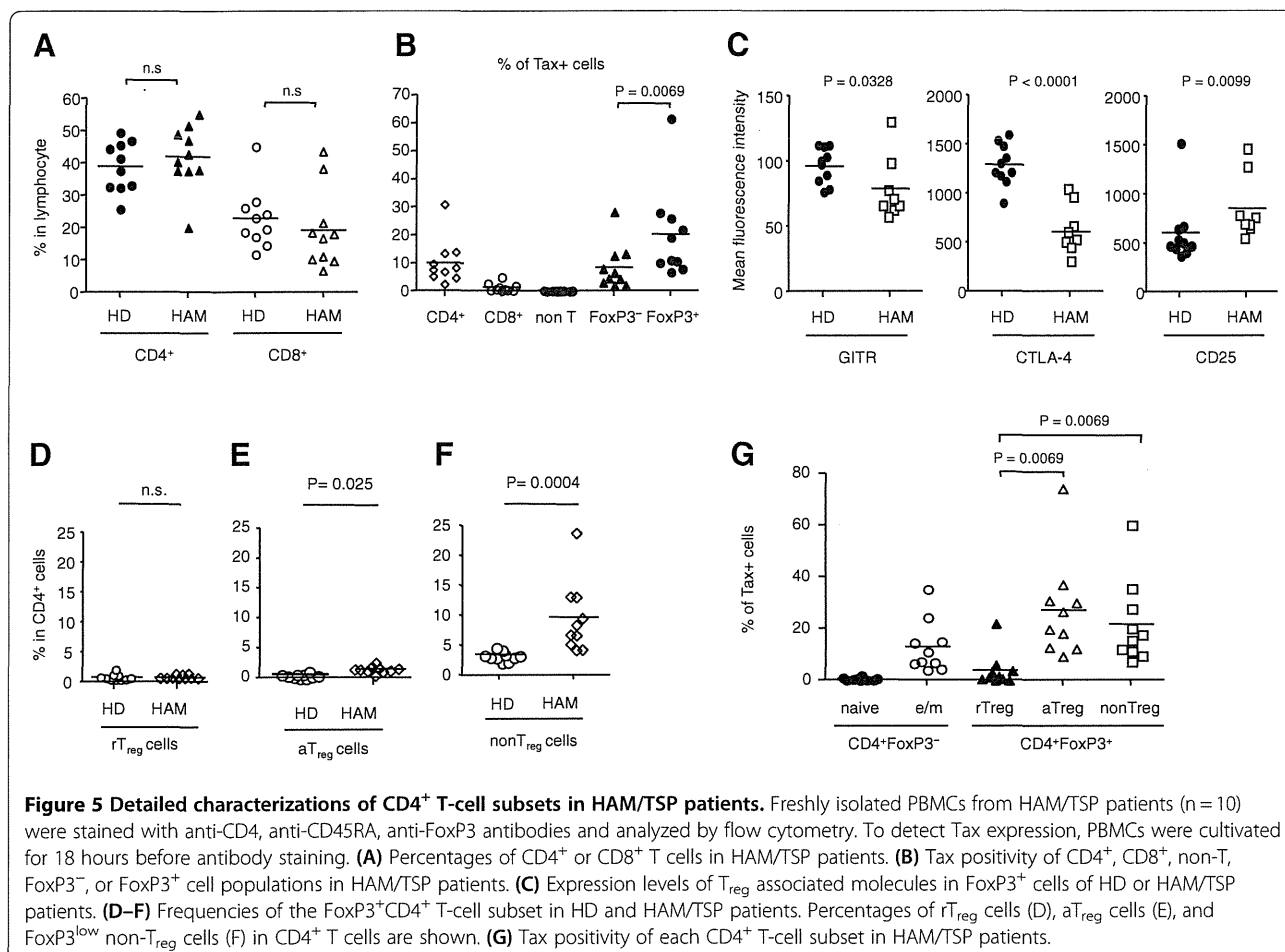 A
n.s
n.s
% in lymphocyte
60
50
40
30
20
10
0
HD HAM HD HAM
CD4⁺ CD8⁺
B
% of Tax+ cells
P = 0.0069
70
60
50
40
30
20
10
0
CD4⁺ CD8⁺ non T FoxP3⁻ FoxP3⁺
C
P = 0.0328
P < 0.0001
P = 0.0099
Mean fluorescence intensity
150
100
50
0
HD HAM
GITR
2000
1500
1000
500
0
HD HAM
CTLA-4
2000
1500
1000
500
0
HD HAM
CD25
D
n.s.
% in CD4⁺ cells
25
20
15
10
5
0
HD HAM
rTreg cells
E
P= 0.025
25
20
15
10
5
0
HD HAM
aTreg cells
F
P= 0.0004
25
20
15
10
5
0
HD HAM
nonTreg cells
G
P = 0.0069
P = 0.0069
% of Tax+ cells
80
60
40
20
0
naive e/m rTreg aTreg nonTreg
CD4⁺FoxP3⁻ CD4⁺FoxP3⁺
Figure 5 Detailed characterizations of CD4⁺ T-cell subsets in HAM/TSP patients. Freshly isolated PBMCs from HAM/TSP patients (n = 10)
were stained with anti-CD4, anti-CD45RA, anti-FoxP3 antibodies and analyzed by flow cytometry. To detect Tax expression, PBMCs were cultivated
for 18 hours before antibody staining. (A) Percentages of CD4⁺ or CD8⁺ T cells in HAM/TSP patients. (B) Tax positivity of CD4⁺, CD8⁺, non-T,
FoxP3⁻, or FoxP3⁺ cell populations in HAM/TSP patients. (C) Expression levels of Treg associated molecules in FoxP3⁺ cells of HD or HAM/TSP
patients. (D–F) Frequencies of the FoxP3⁺CD4⁺ T-cell subset in HD and HAM/TSP patients. Percentages of rTreg cells (D), aTreg cells (E), and
FoxP3low non-Treg cells (F) in CD4⁺ T cells are shown. (G) Tax positivity of each CD4⁺ T-cell subset in HAM/TSP patients.